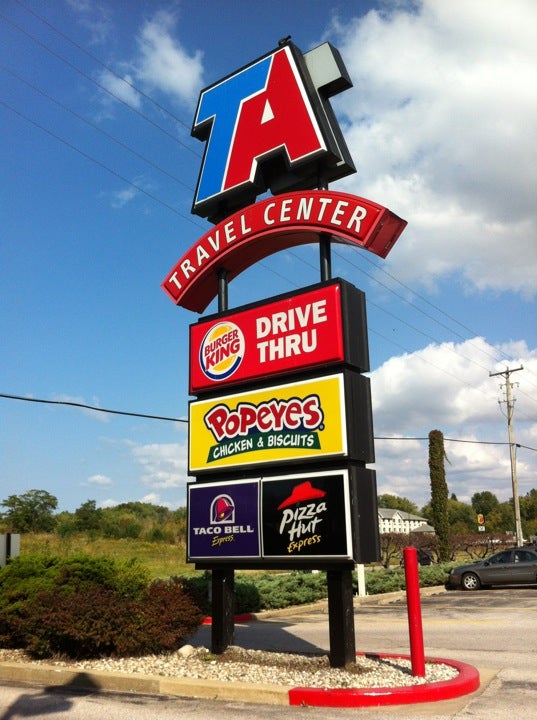 TA
TRAVEL CENTER
BURGER
KING
DRIVE
THRU
POPEYES
CHICKEN & BISCUITS
TACO BELL
Express
Pizza
Hut
Express